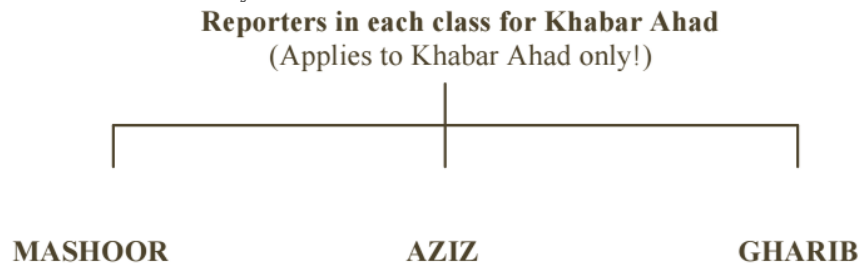 Reporters in each class for Khabar Ahad
(Applies to Khabar Ahad only!)
MASHOOR AZIZ GHARIB